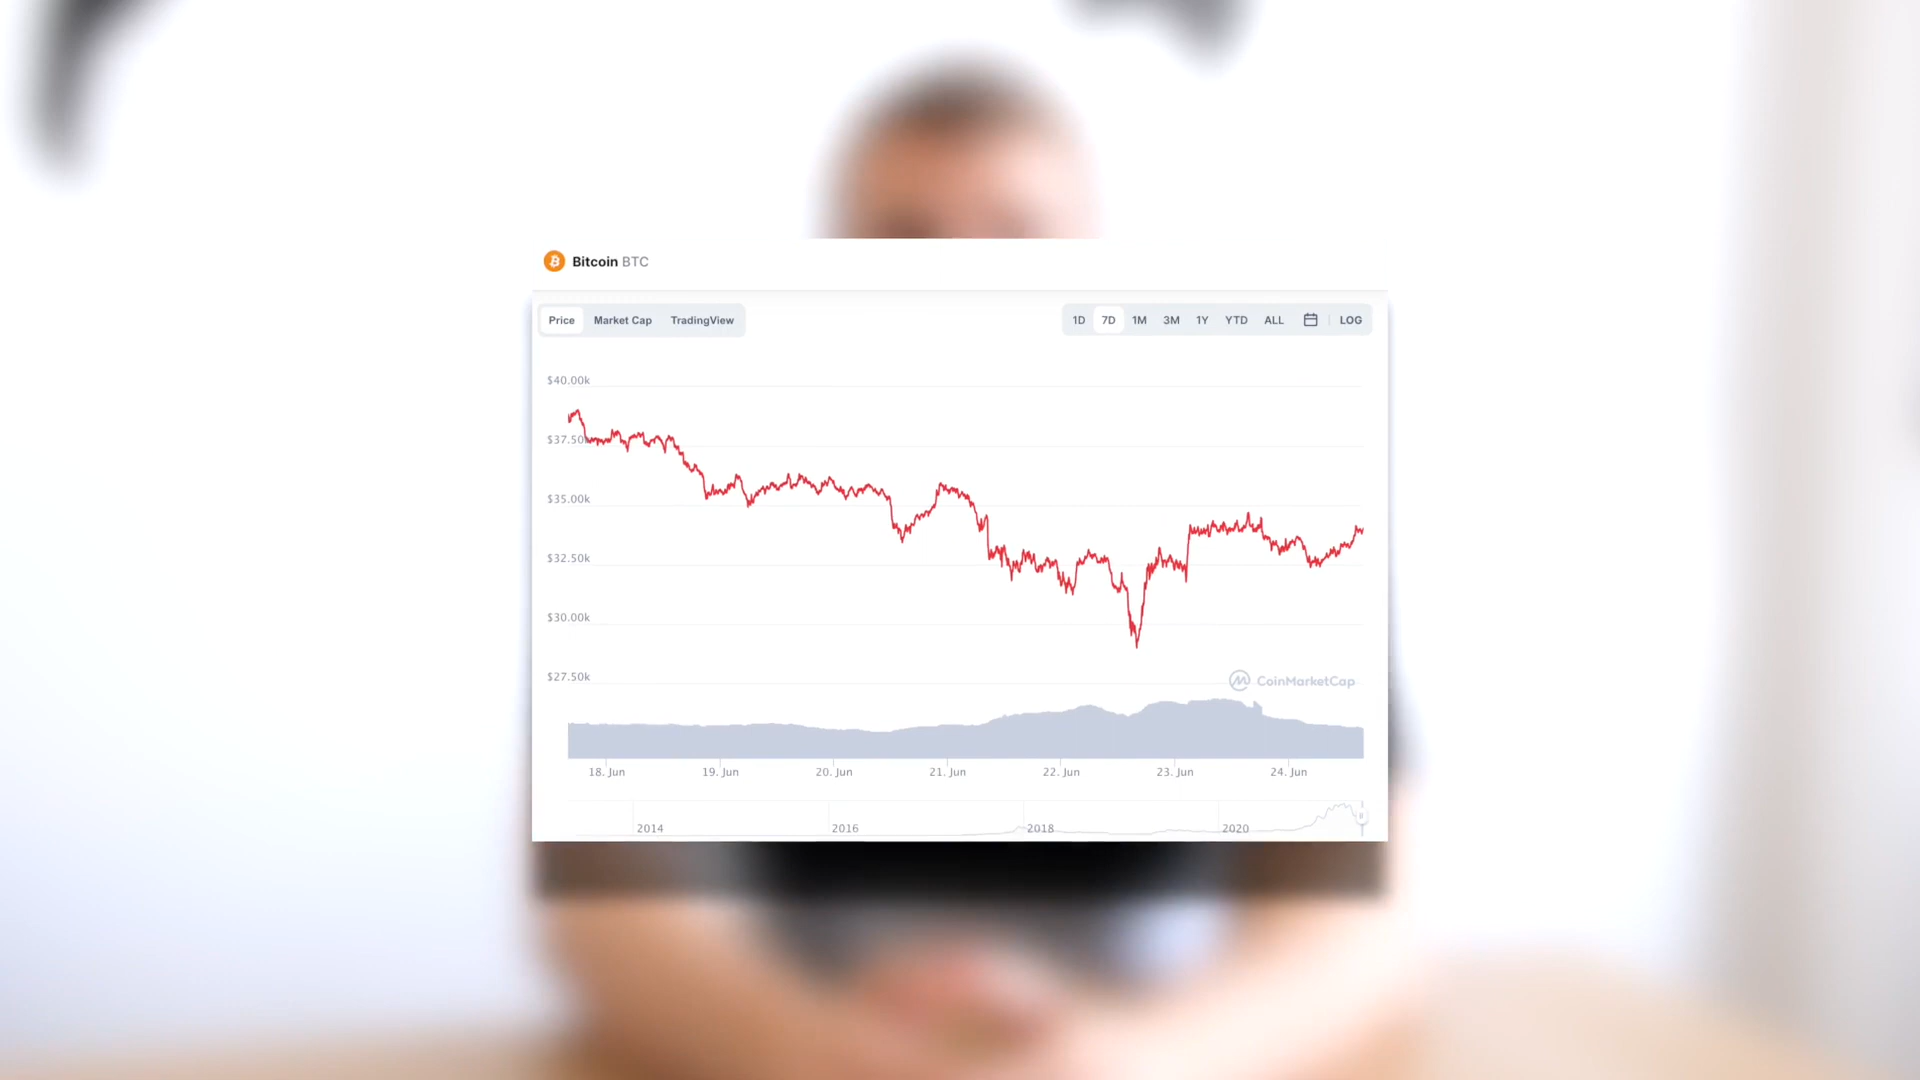 Bitcoin BTC
Price Market Cap TradingView 1D 7D 1M 3M 1Y YTD ALL LOG
$40.00k
$37.50
$35.00k
$32.50k
$30.00k
$27.50k
CoinMarketCap
18. Jun 19. Jun 20. Jun 21. Jun 22. Jun 23. Jun 24. Jun
2014 2016 2018 2020